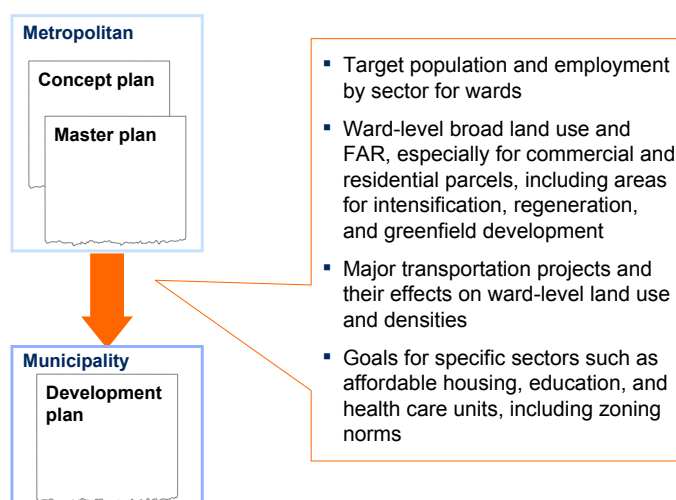 Metropolitan
Concept plan
Master plan
Municipality
Development
plan
▪ Target population and employment
by sector for wards
▪ Ward-level broad land use and
FAR, especially for commercial and
residential parcels, including areas
for intensification, regeneration,
and greenfield development
▪ Major transportation projects and
their effects on ward-level land use
and densities
▪ Goals for specific sectors such as
affordable housing, education, and
health care units, including zoning
norms